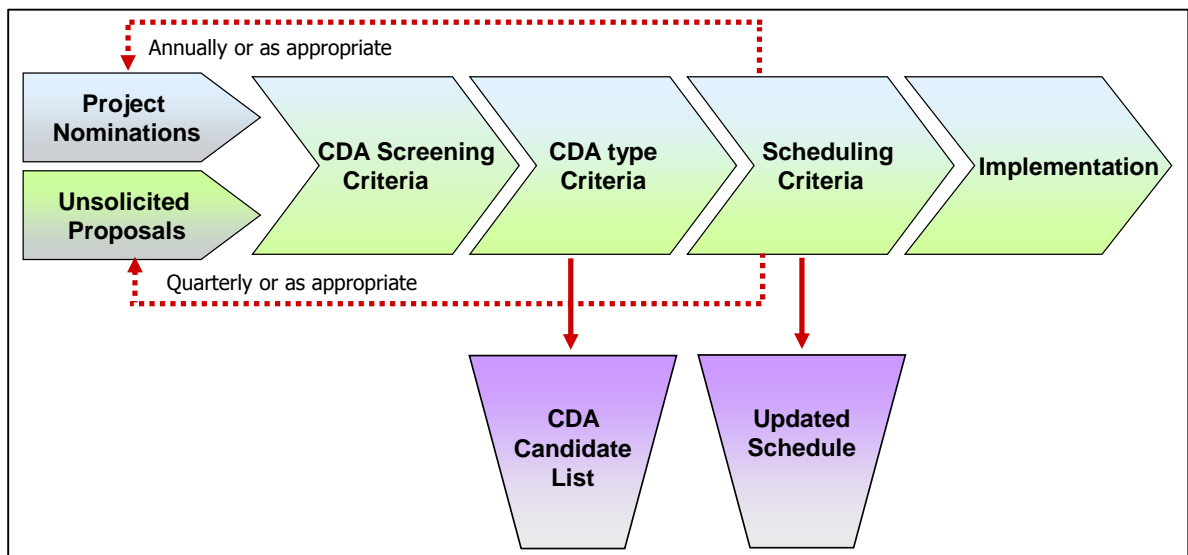 Annually or as appropriate
Project
Nominations
Unsolicited
Proposals
CDA Screening
Criteria
CDA type
Criteria
Scheduling
Criteria
Implementation
Quarterly or as appropriate
CDA
Candidate
List
Updated
Schedule